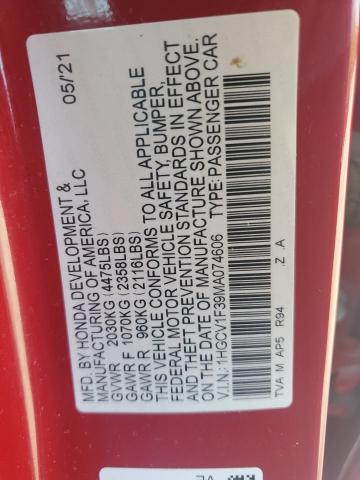 MFD. BY HONDA DEVELOPMENT & 05/21
MANUFACTURING OF AMERICA, LLC
GVWR 2030KG (4475LBS)
GAWR F 1070KG (2358LBS)
GAWR R 960KG (2116LBS)
THIS VEHICLE CONFORMS TO ALL APPLICABLE
FEDERAL MOTOR VEHICLE SAFETY, BUMPER,
AND THEFT PREVENTION STANDARDS IN EFFECT
ON THE DATE OF MANUFACTURE SHOWN ABOVE.
V.I.N.: 1HGCV1F39MA074606 TYPE: PASSENGER CAR
TVA M AP5 R94 .Z .A